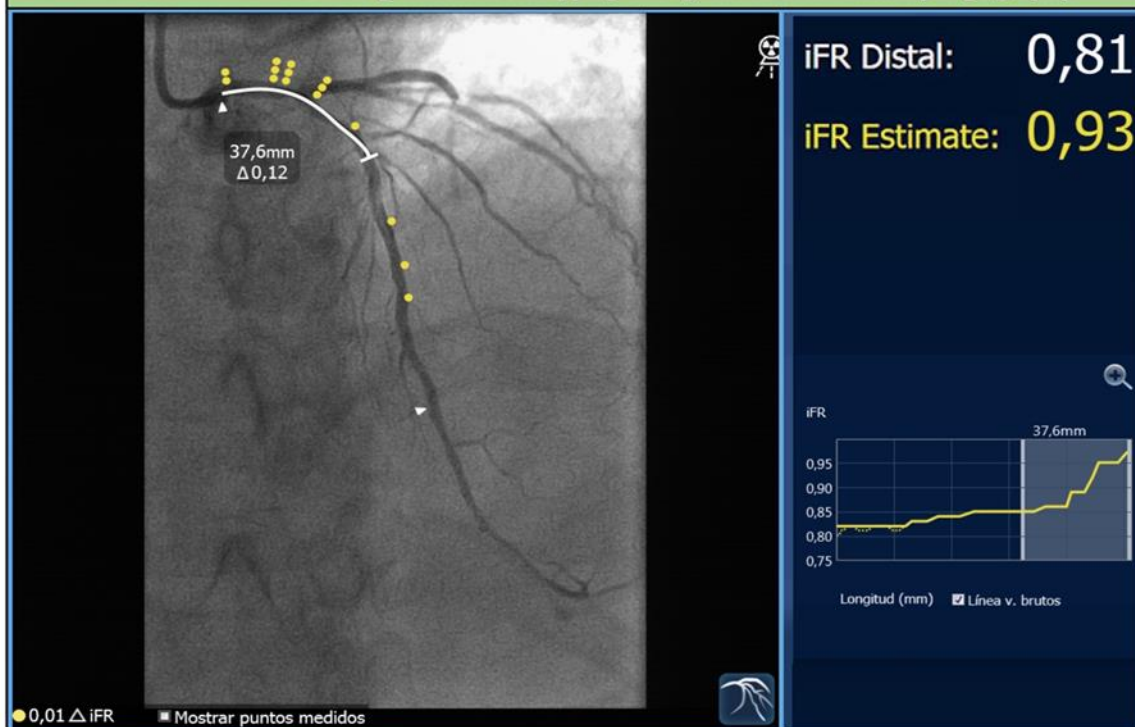 iFR Distal: 0,81
iFR Estimate: 0,93
37,6mm
Δ0,12
iFR
37,6mm
0,95
0,90
0,85
0,80
0,75
Longitud (mm) Línea v. brutos
0,01 Δ iFR Mostrar puntos medidos